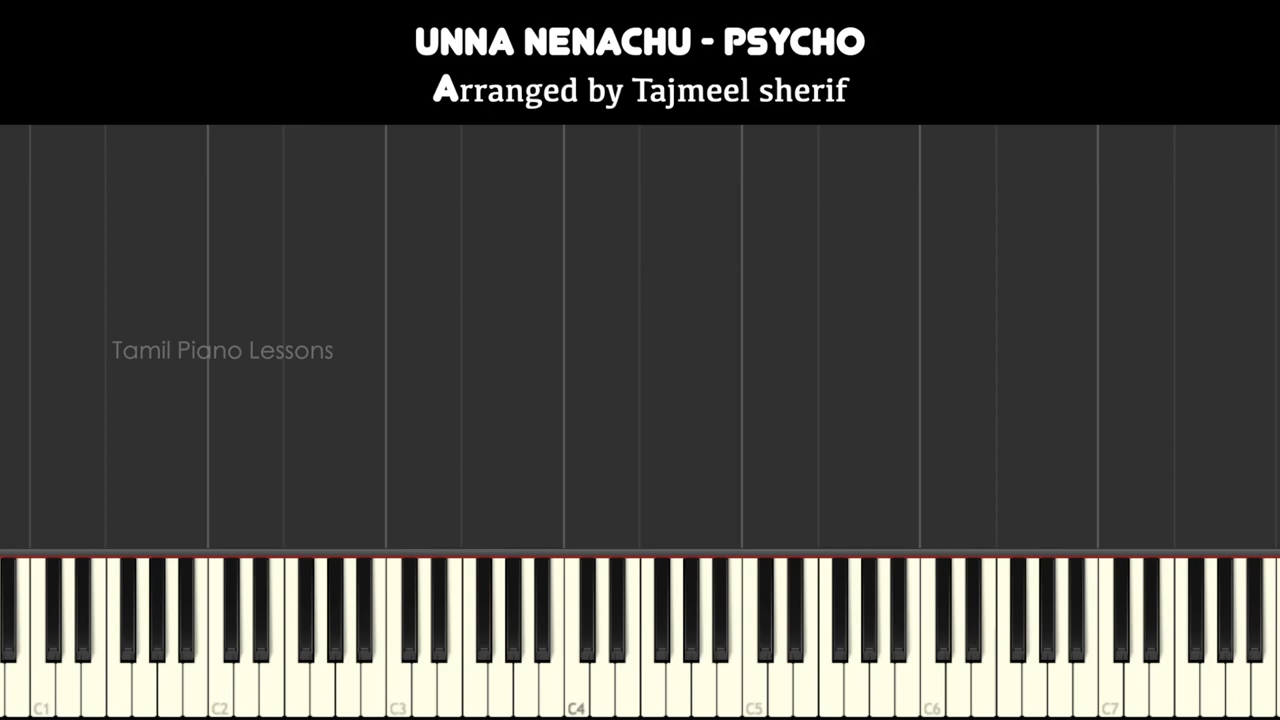 UNNA NENACHU - PSYCHO
Arranged by Tajmeel sherif
Tamil Piano Lessons
C1 C2 C3 C4 C5 C6 C7